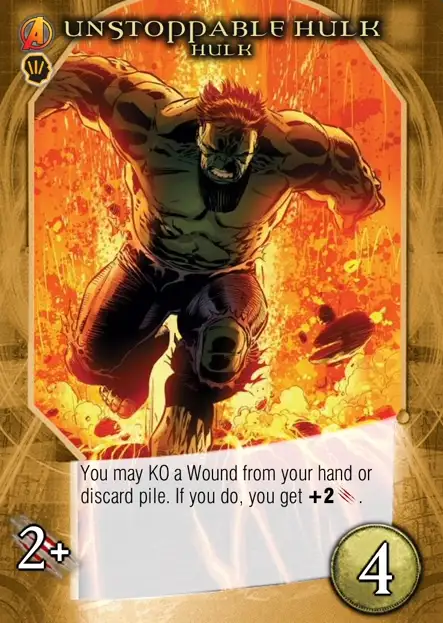 UNSTOPPABLE HULK
HULK
You may KO a Wound from your hand or
discard pile. If you do, you get +2 .
2+
4